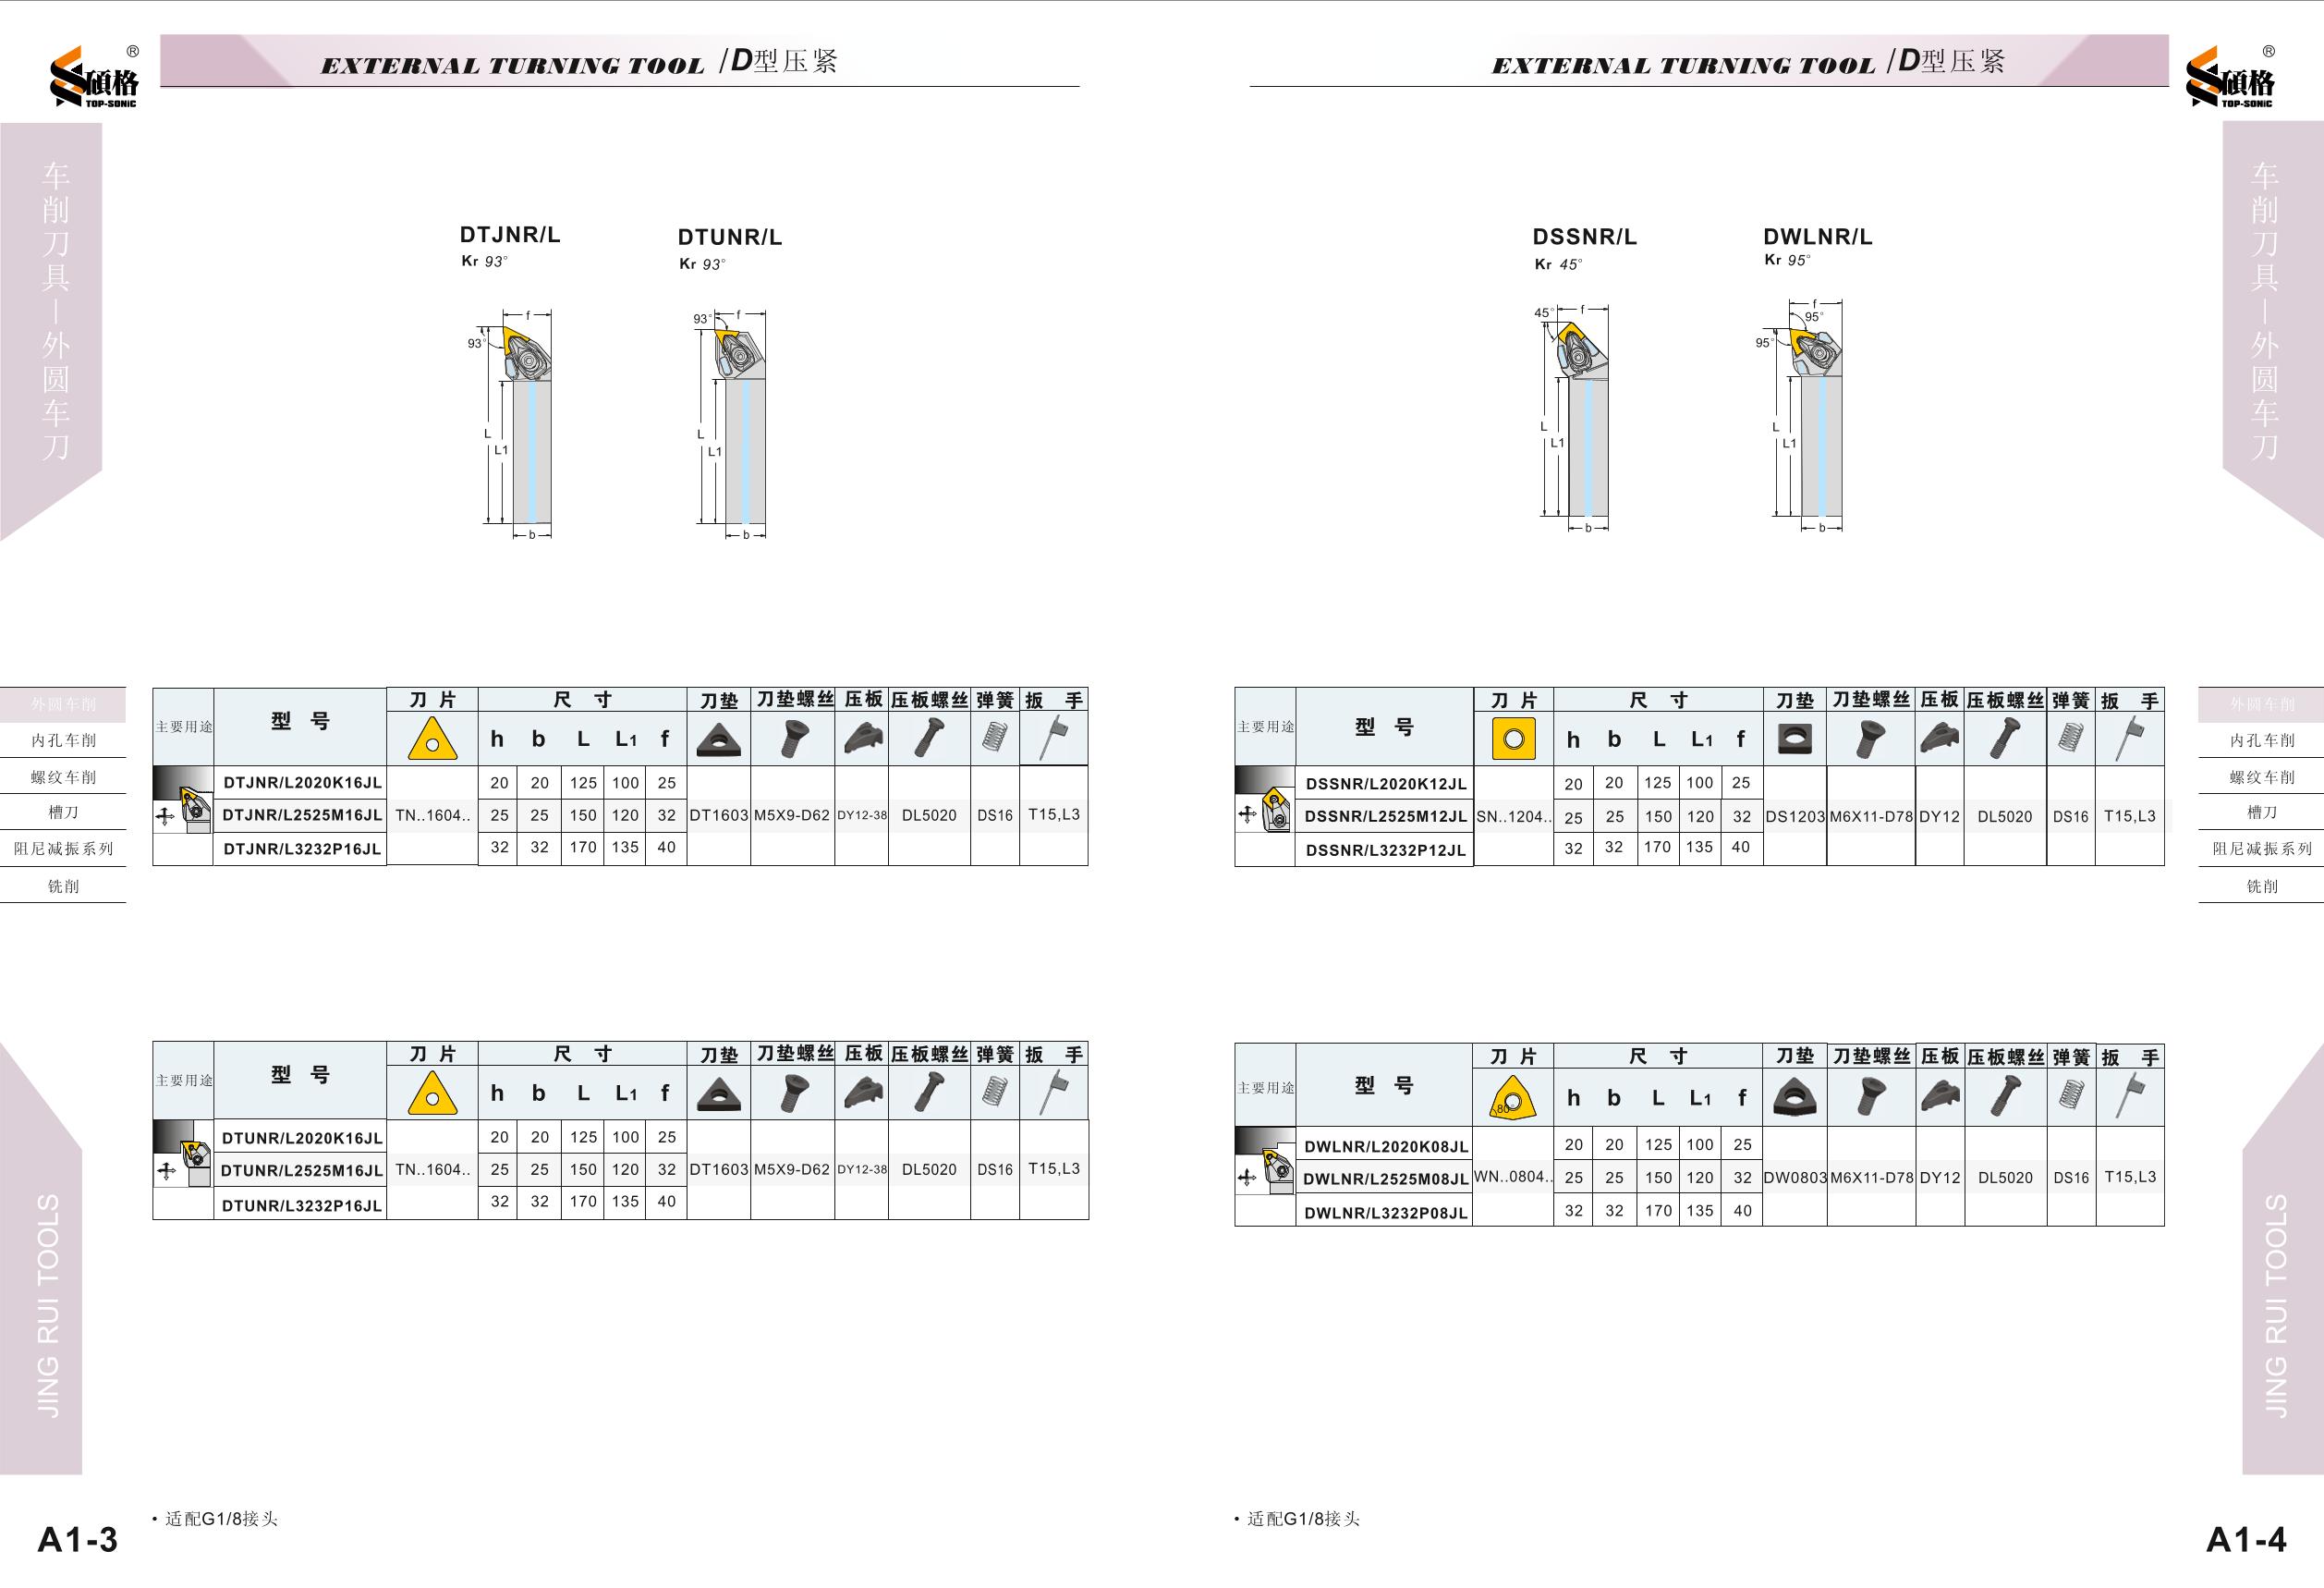 碩格
TOP-SONIC
®
EXTERNAL TURNING TOOL /D型压紧
车削刀具—外圆车刀
DTJNR/L
Kr 93°
DTUNR/L
Kr 93°
f
93°
L
L1
b
93°
f
L
L1
b
外圆车削
内孔车削
螺纹车削
槽刀
阻尼减振系列
铣削
主要用途 型 号 刀 片 尺 寸 刀垫 刀垫螺丝 压板 压板螺丝 弹簧 扳 手
h b L L1 f
DTJNR/L2020K16JL 20 20 125 100 25
DTJNR/L2525M16JL TN..1604.. 25 25 150 120 32 DT1603 M5X9-D62 DY12-38 DL5020 DS16 T15,L3
DTJNR/L3232P16JL 32 32 170 135 40
主要用途 型 号 刀 片 尺 寸 刀垫 刀垫螺丝 压板 压板螺丝 弹簧 扳 手
h b L L1 f
DTUNR/L2020K16JL 20 20 125 100 25
DTUNR/L2525M16JL TN..1604.. 25 25 150 120 32 DT1603 M5X9-D62 DY12-38 DL5020 DS16 T15,L3
DTUNR/L3232P16JL 32 32 170 135 40
JING RUI TOOLS
• 适配G1/8接头
A1-3
EXTERNAL TURNING TOOL /D型压紧
碩格
TOP-SONIC
®
车削刀具—外圆车刀
DSSNR/L
Kr 45°
DWLNR/L
Kr 95°
45°
f
L
L1
b
f
95°
95°
L
L1
b
主要用途 型 号 刀 片 尺 寸 刀垫 刀垫螺丝 压板 压板螺丝 弹簧 扳 手
h b L L1 f
DSSNR/L2020K12JL 20 20 125 100 25
DSSNR/L2525M12JL SN..1204.. 25 25 150 120 32 DS1203 M6X11-D78 DY12 DL5020 DS16 T15,L3
DSSNR/L3232P12JL 32 32 170 135 40
外圆车削
内孔车削
螺纹车削
槽刀
阻尼减振系列
铣削
主要用途 型 号 刀 片 尺 寸 刀垫 刀垫螺丝 压板 压板螺丝 弹簧 扳 手
80°
h b L L1 f
DWLNR/L2020K08JL 20 20 125 100 25
DWLNR/L2525M08JL WN..0804.. 25 25 150 120 32 DW0803 M6X11-D78 DY12 DL5020 DS16 T15,L3
DWLNR/L3232P08JL 32 32 170 135 40
JING RUI TOOLS
• 适配G1/8接头
A1-4